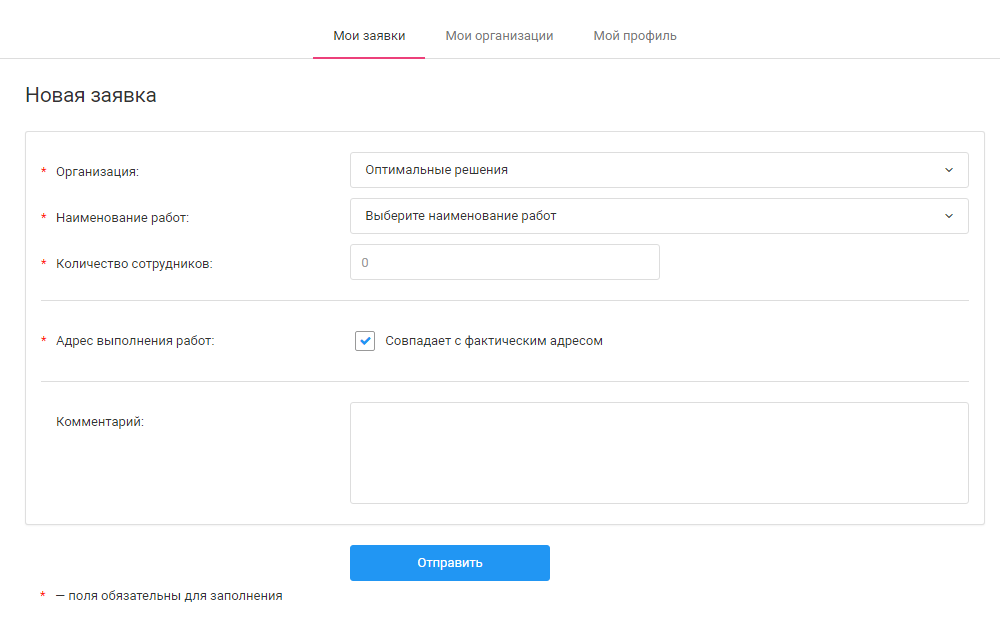 Мои заявки Мои организации Мой профиль
Новая заявка
* Организация: Оптимальные решения
* Наименование работ: Выберите наименование работ
* Количество сотрудников: 0
* Адрес выполнения работ: Совпадает с фактическим адресом
Комментарий:
Отправить
* — поля обязательны для заполнения